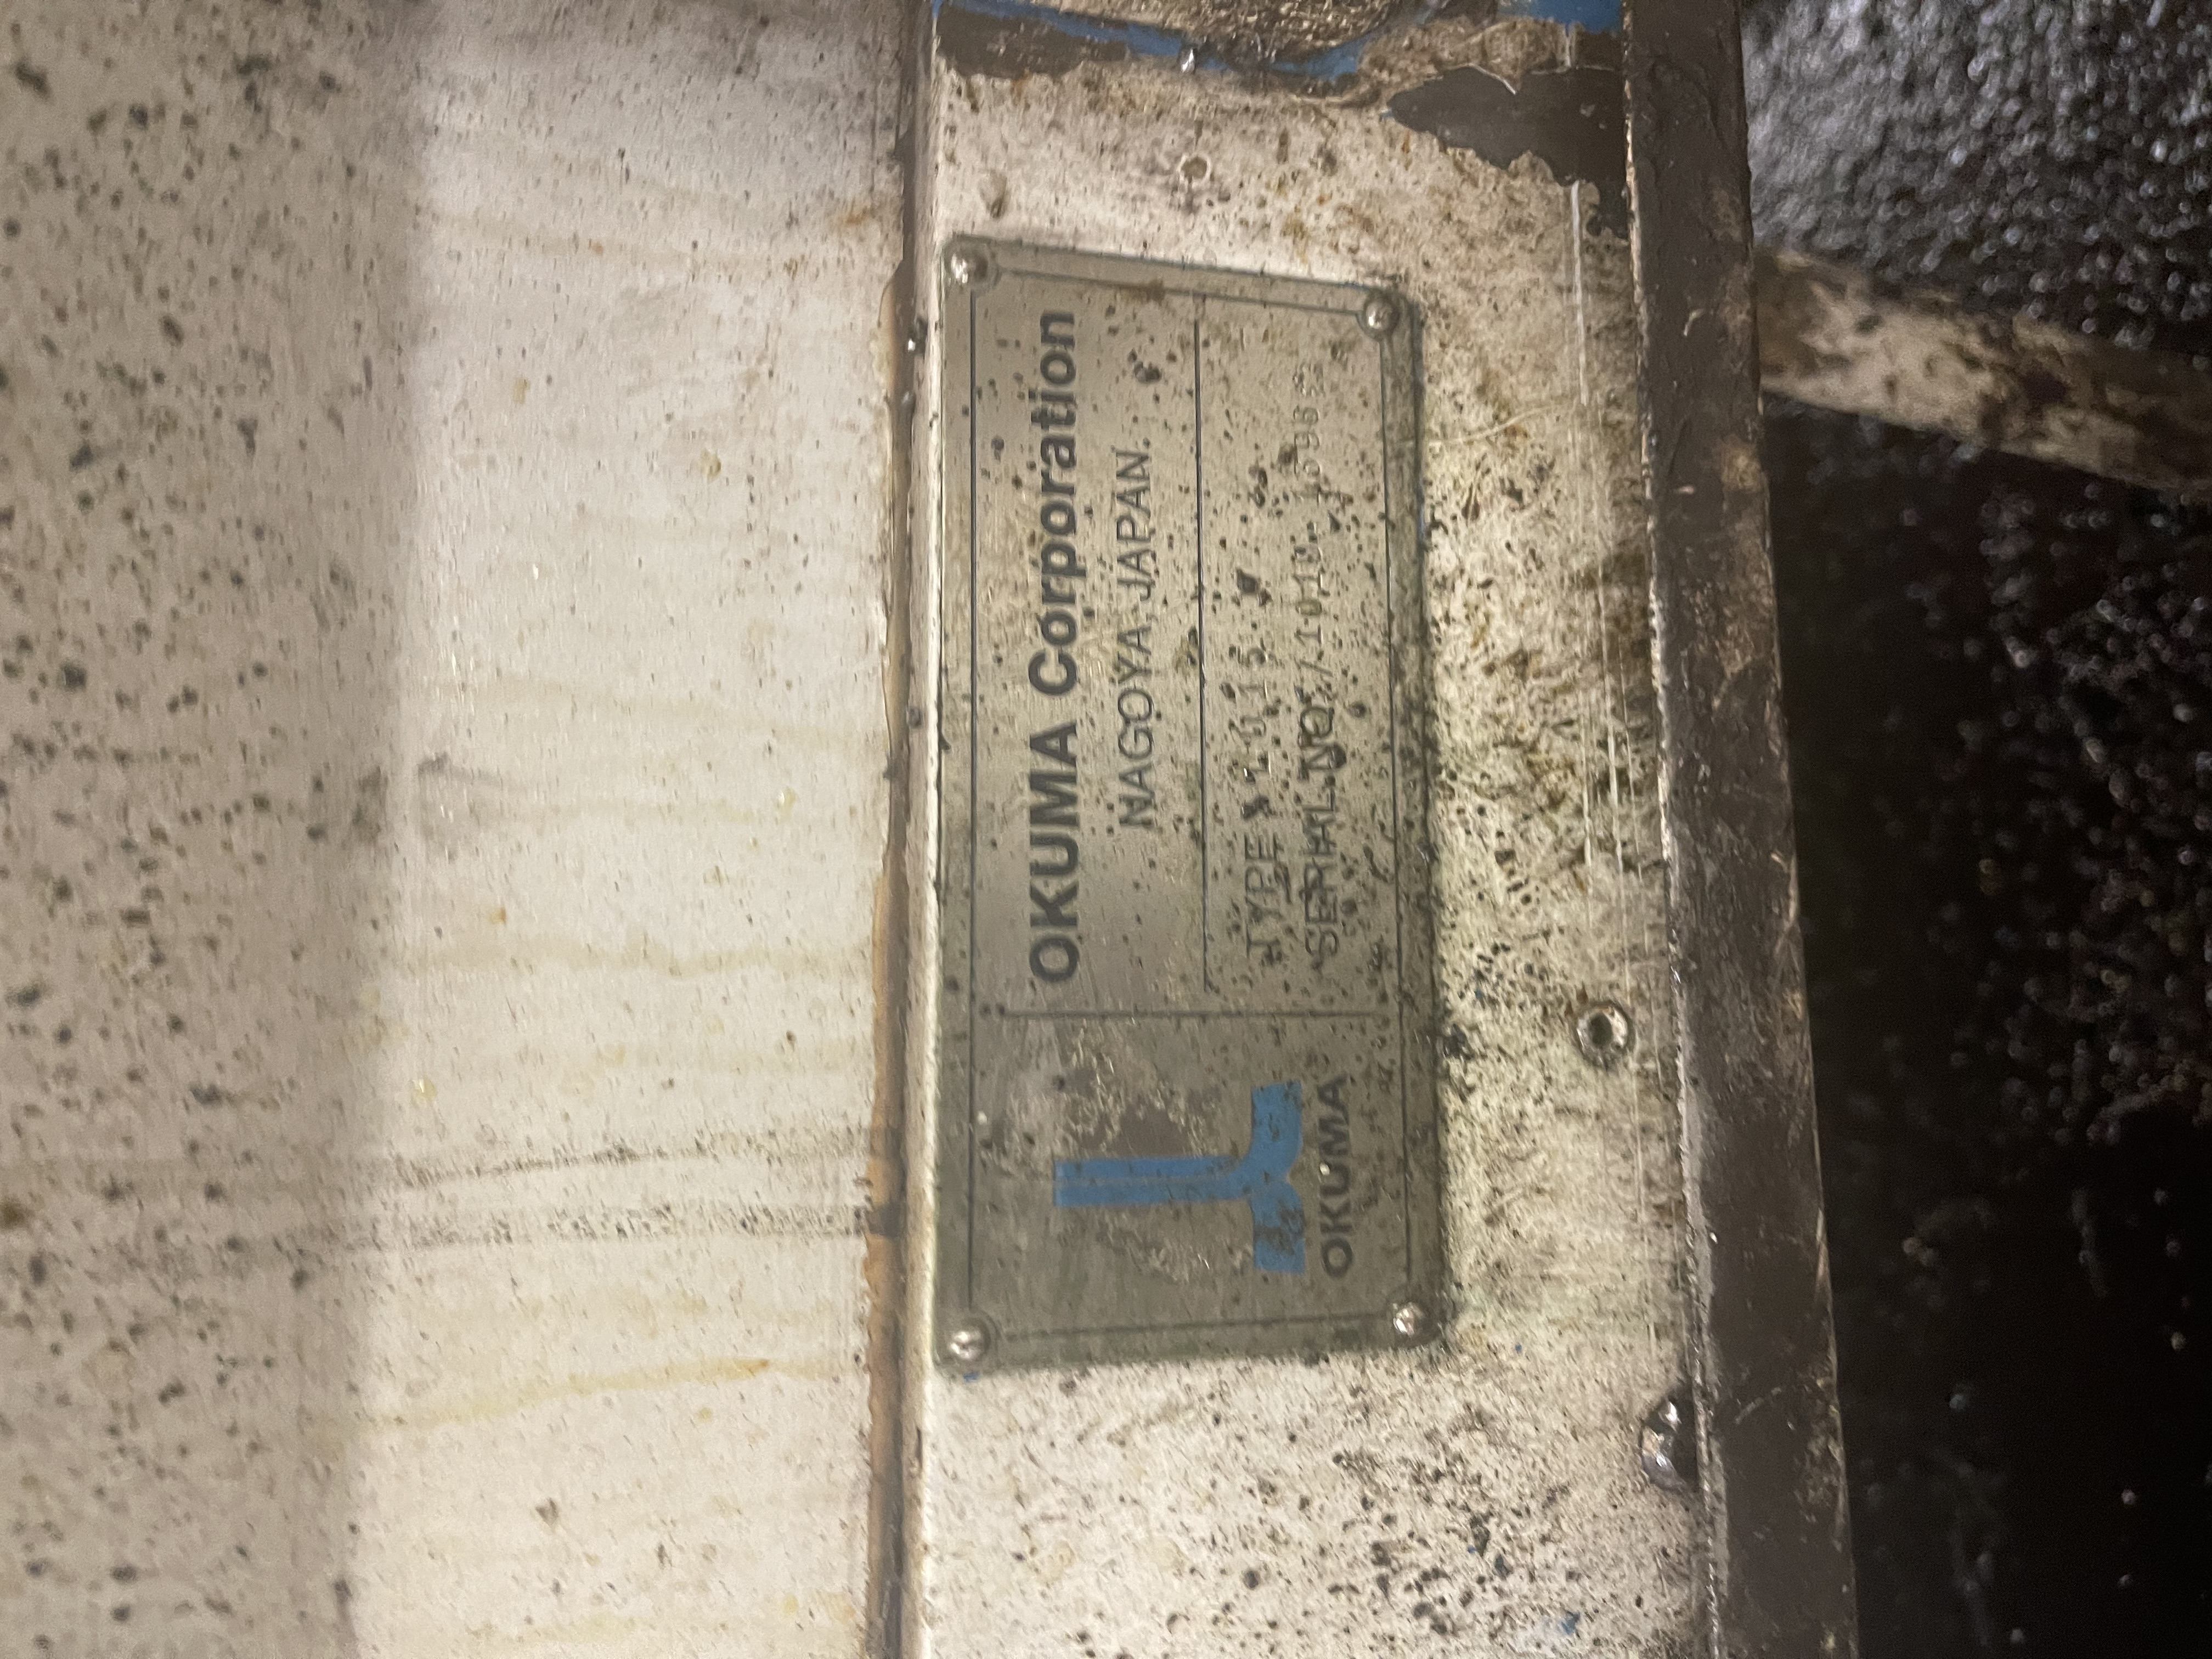 OKUMA Corporation
NAGOYA, JAPAN.
TYPE
SERIAL NO.
OKUMA